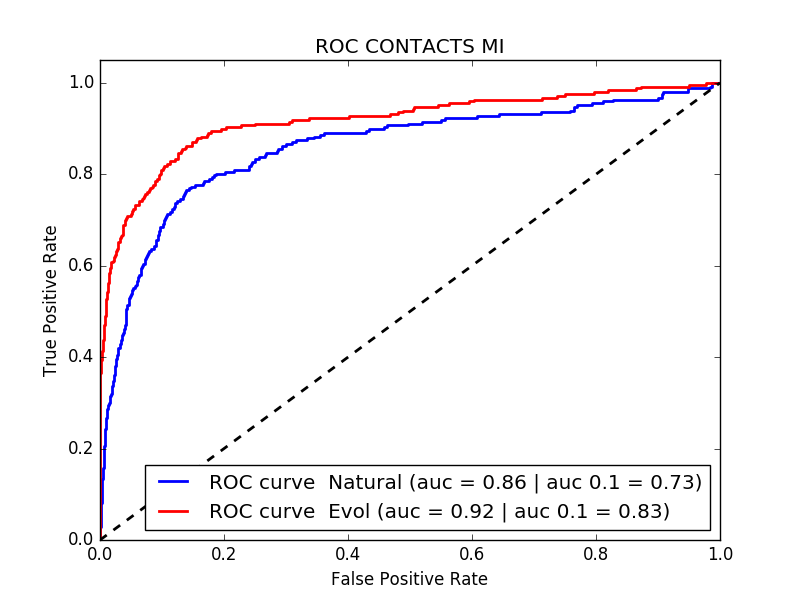 ROC CONTACTS MI
1.0
0.8
0.6
0.4
0.2
0.0
True Positive Rate
ROC curve  Natural (auc = 0.86 | auc 0.1 = 0.73)
ROC curve  Evol (auc = 0.92 | auc 0.1 = 0.83)
0.0 0.2 0.4 0.6 0.8 1.0
False Positive Rate